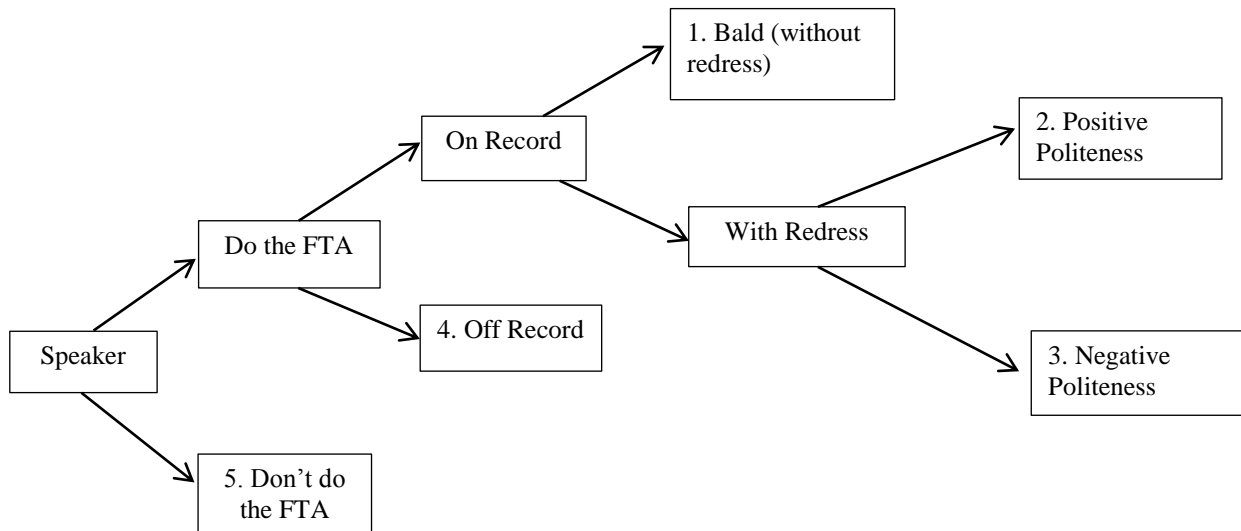 1. Bald (without
redress)
On Record
2. Positive
Politeness
Do the FTA
With Redress
4. Off Record
Speaker
3. Negative
Politeness
5. Don’t do
the FTA